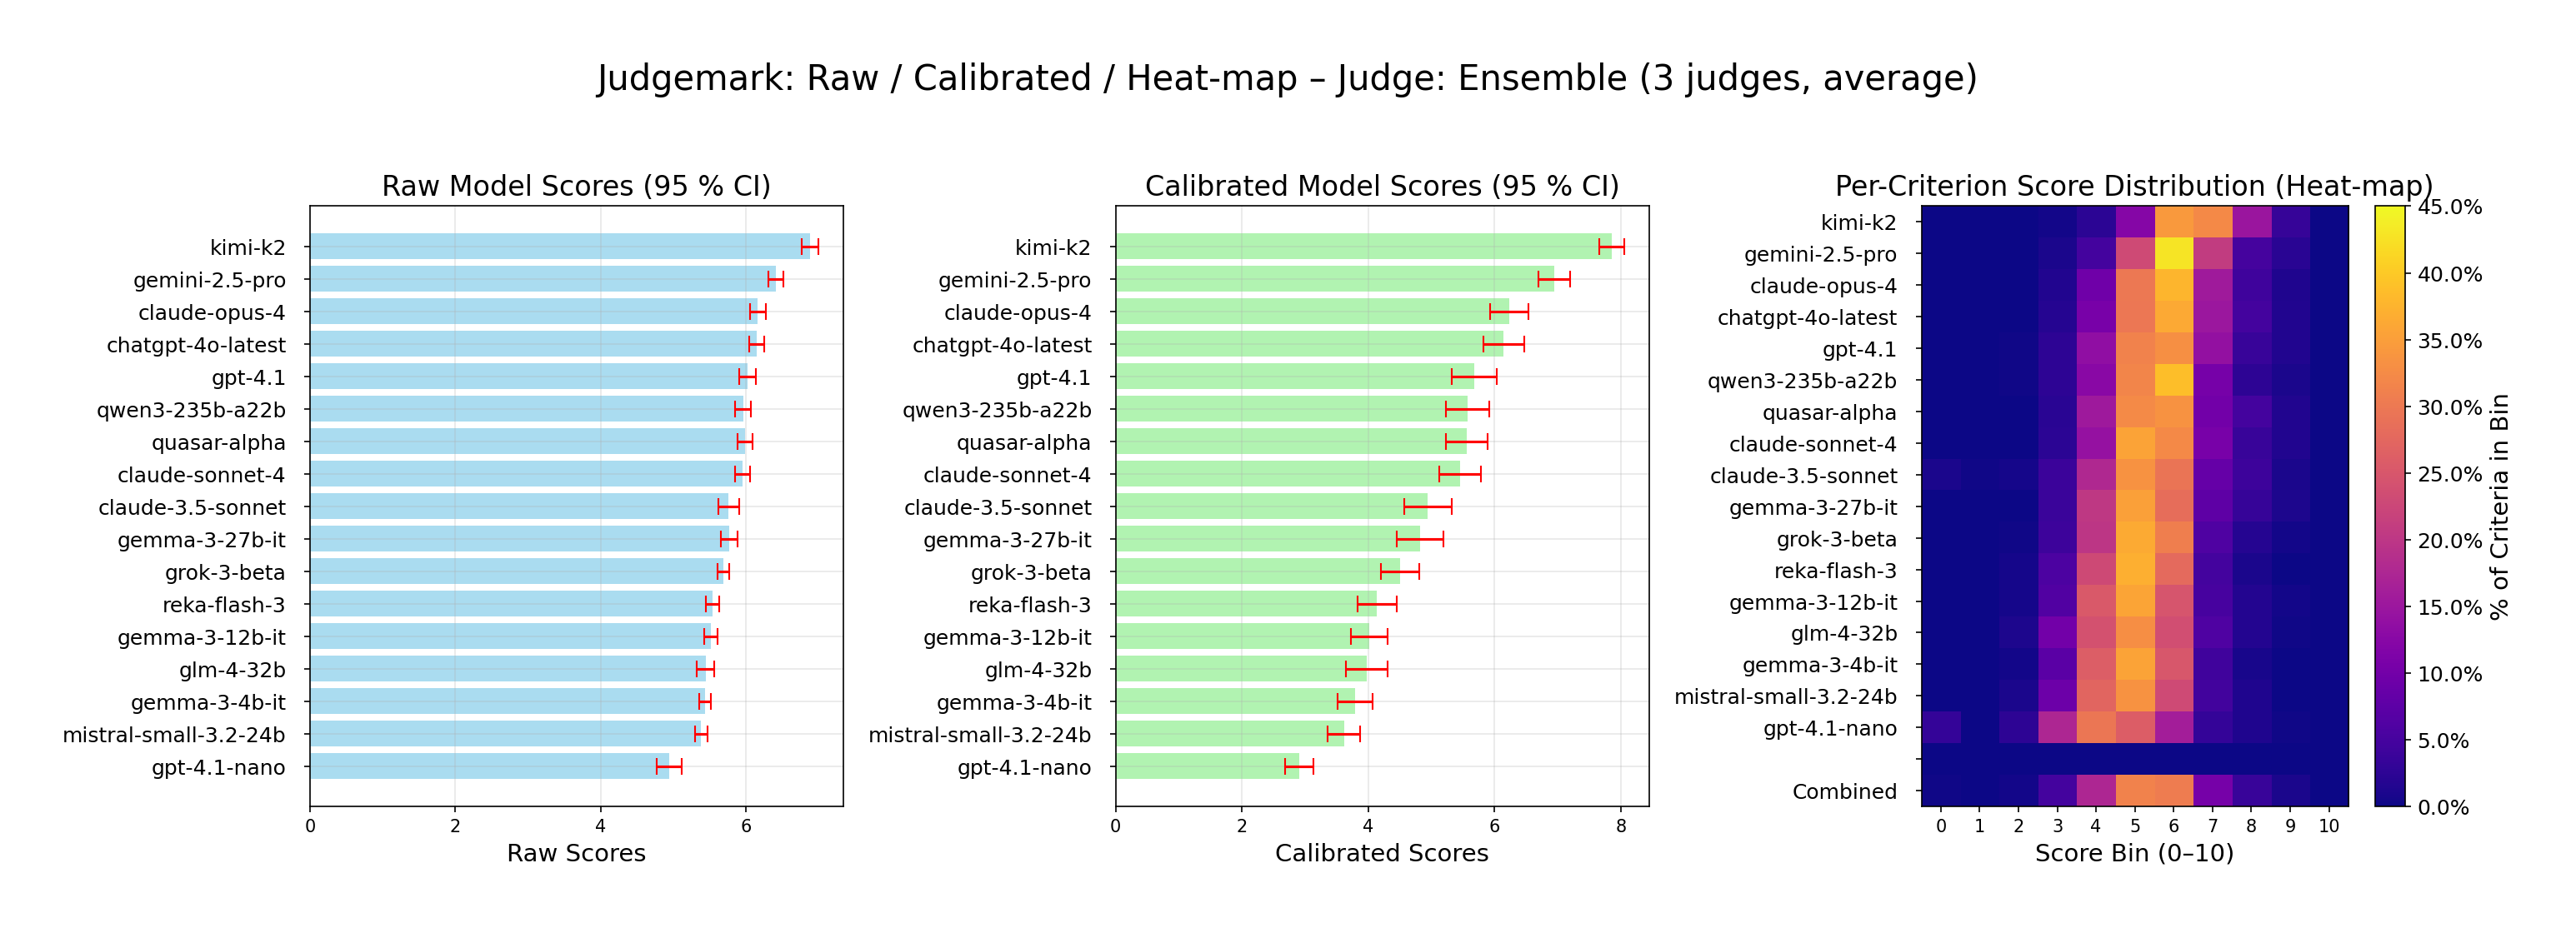 Judgemark: Raw / Calibrated / Heat-map – Judge: Ensemble (3 judges, average)
Raw Model Scores (95 % CI)
kimi-k2
gemini-2.5-pro
claude-opus-4
chatgpt-4o-latest
gpt-4.1
qwen3-235b-a22b
quasar-alpha
claude-sonnet-4
claude-3.5-sonnet
gemma-3-27b-it
grok-3-beta
reka-flash-3
gemma-3-12b-it
glm-4-32b
gemma-3-4b-it
mistral-small-3.2-24b
gpt-4.1-nano
0 2 4 6
Raw Scores
Calibrated Model Scores (95 % CI)
kimi-k2
gemini-2.5-pro
claude-opus-4
chatgpt-4o-latest
gpt-4.1
qwen3-235b-a22b
quasar-alpha
claude-sonnet-4
claude-3.5-sonnet
gemma-3-27b-it
grok-3-beta
reka-flash-3
gemma-3-12b-it
glm-4-32b
gemma-3-4b-it
mistral-small-3.2-24b
gpt-4.1-nano
0 2 4 6 8
Calibrated Scores
Per-Criterion Score Distribution (Heat-map)
kimi-k2
gemini-2.5-pro
claude-opus-4
chatgpt-4o-latest
gpt-4.1
qwen3-235b-a22b
quasar-alpha
claude-sonnet-4
claude-3.5-sonnet
gemma-3-27b-it
grok-3-beta
reka-flash-3
gemma-3-12b-it
glm-4-32b
gemma-3-4b-it
mistral-small-3.2-24b
gpt-4.1-nano
Combined
0 1 2 3 4 5 6 7 8 9 10
Score Bin (0–10)
45.0%
40.0%
35.0%
30.0%
25.0%
20.0%
15.0%
10.0%
5.0%
0.0%
% of Criteria in Bin